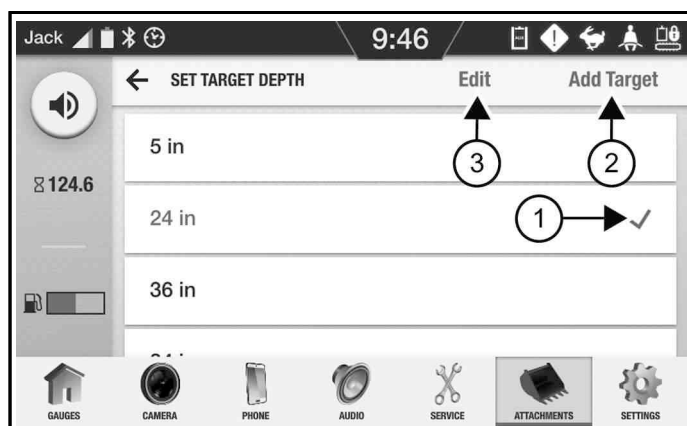 Jack 9:46
SET TARGET DEPTH Edit Add Target
5 in
3 2
124.6
24 in 1
36 in
GAUGES CAMERA PHONE AUDIO SERVICE ATTACHMENTS SETTINGS